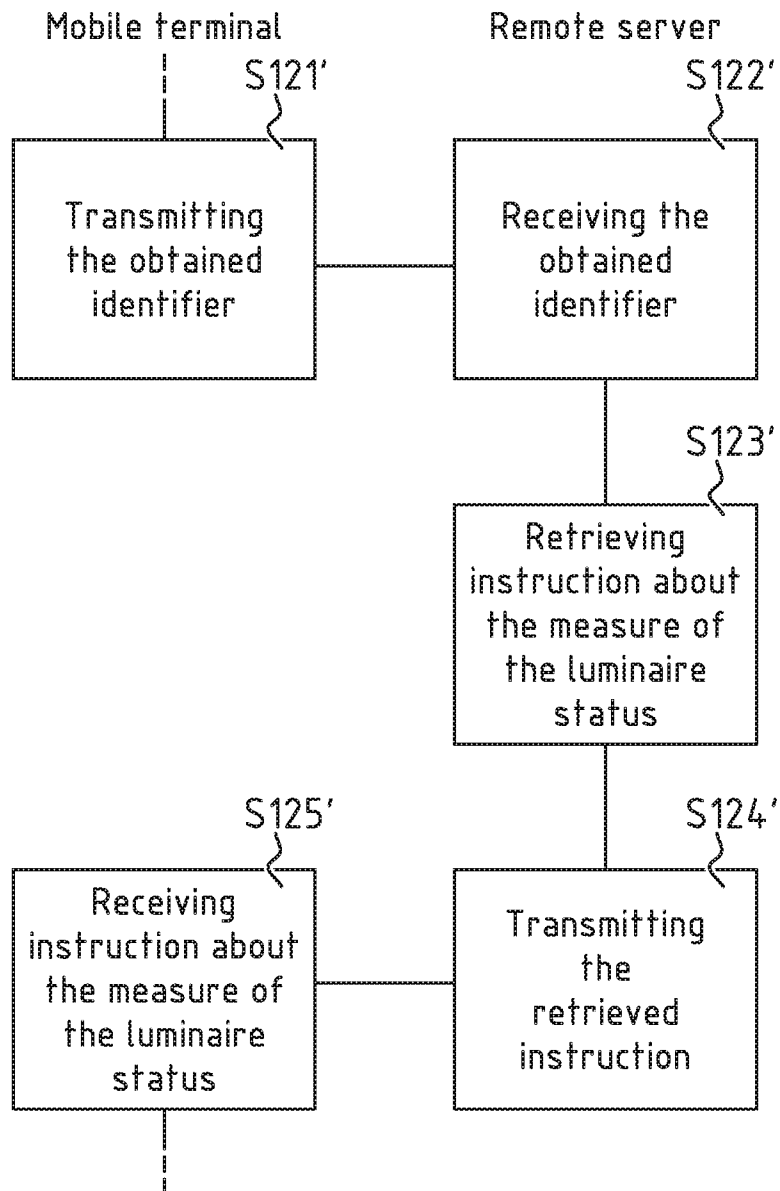 Mobile terminal
Remote server
S121'
S122'
Transmitting
the obtained
identifier
Receiving the
obtained
identifier
S123'
Retrieving
instruction about
the measure of
the luminaire
status
S125'
S124'
Receiving
instruction about
the measure of
the luminaire
status
Transmitting
the
retrieved
instruction